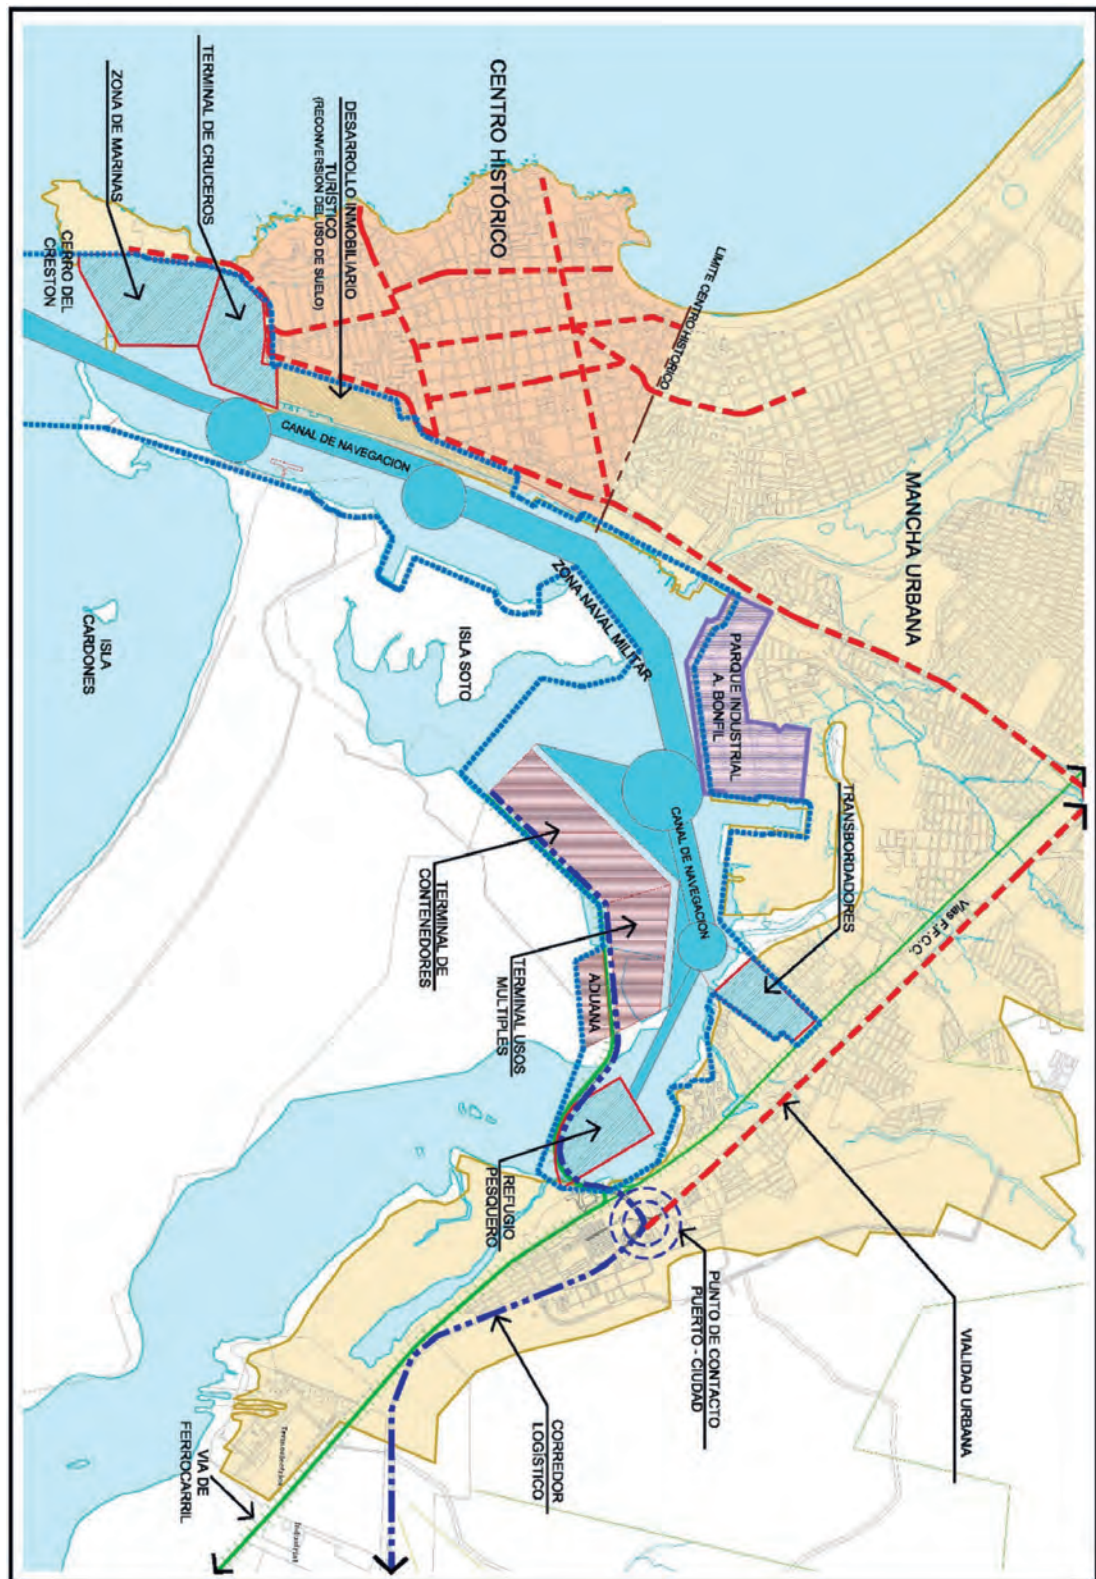 ZONA DE MARINAS
TERMINAL DE CRUCEROS
DESARROLLO INMOBILIARIO
TURÍSTICO
(RECONVERSION DEL USO DE SUELO)
CENTRO HISTÓRICO
LIMITE CENTRO HISTORICO
MANCHA URBANA
CERRO DEL
CRESTON
CANAL DE NAVEGACION
ZONA NAVAL MILITAR
PARQUE INDUSTRIAL
A. BONFIL
TRANSBORDADORES
ISLA
CARDONES
ISLA SOTO
CANAL DE NAVEGACION
Vias F.F.C.C.
TERMINAL DE
CONTENEDORES
TERMINAL USOS
MULTIPLES
ADUANA
REFUGIO
PESQUERO
PUNTO DE CONTACTO
PUERTO - CIUDAD
VIALIDAD URBANA
CORREDOR
LOGÍSTICO
VIA DE
FERROCARRIL